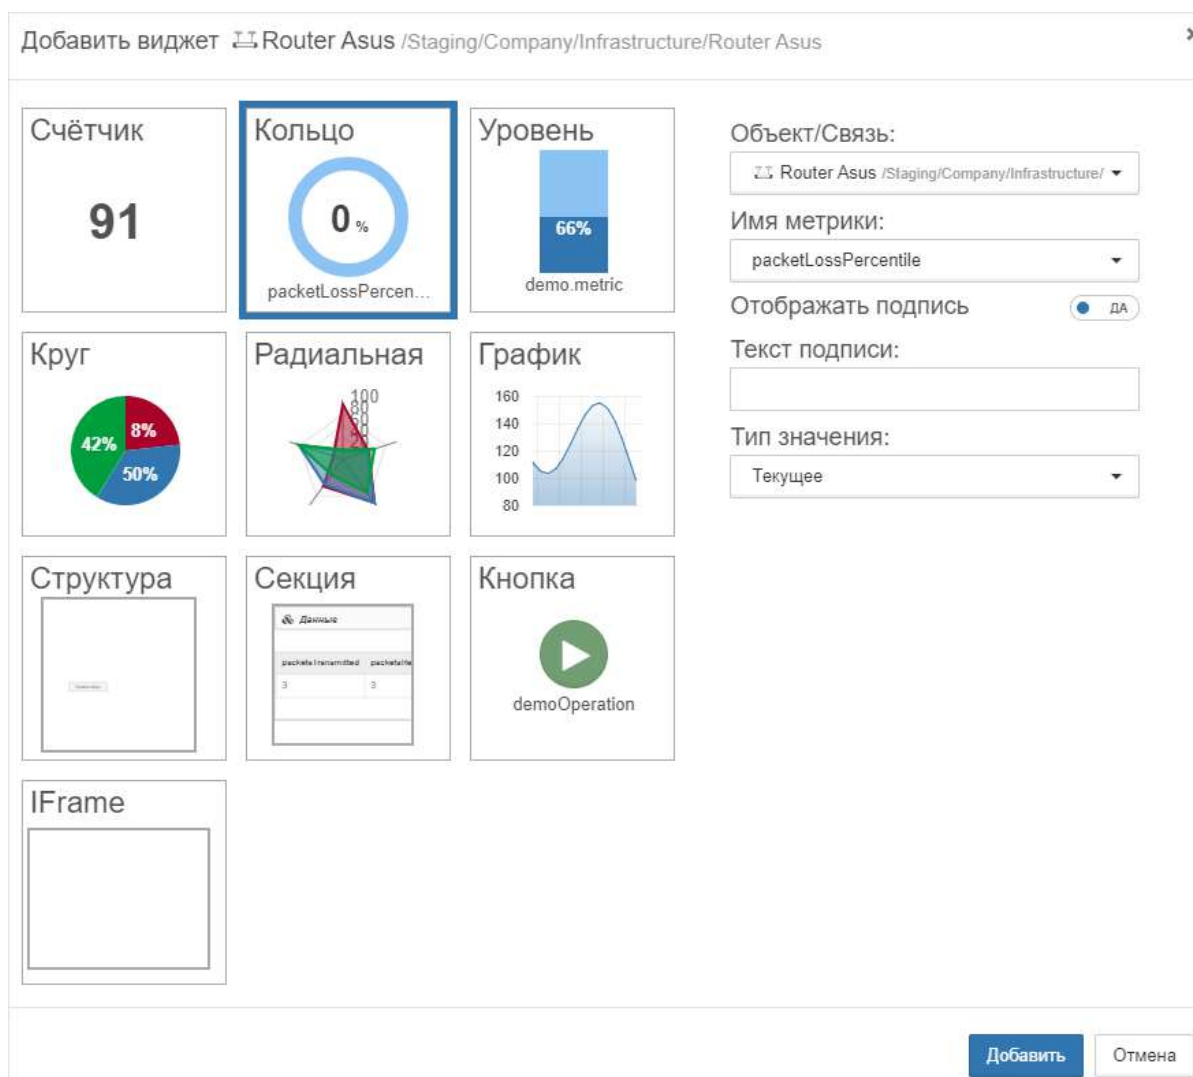 Добавить виджет Router Asus /Staging/Company/Infrastructure/Router Asus
Счётчик
91
Кольцо
0 %
packetLossPercen...
Уровень
66%
demo.metric
Объект/Связь:
Router Asus /Staging/Company/Infrastructure/
Имя метрики:
packetLossPercentile
Отображать подпись ДА
Текст подписи:
Тип значения:
Текущее
Круг
42%
8%
50%
Радиальная
100
80
График
160
140
120
100
80
Структура
Секция
Данные
packetsTransmitted
3 3
Кнопка
demoOperation
IFrame
Добавить Отмена